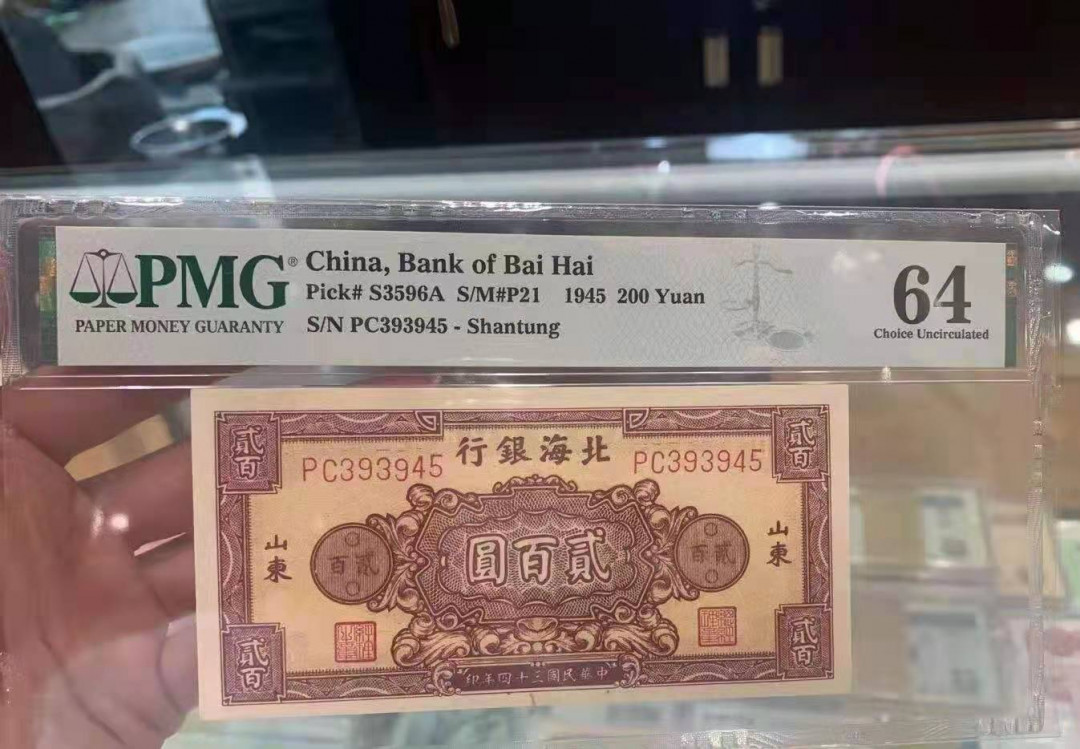 PMG®
PAPER MONEY GUARANTY
China, Bank of Bai Hai
Pick# S3596A S/M#P21 1945 200 Yuan
S/N PC393945 - Shantung
64
Choice Uncirculated
貳百
行銀海北
貳百
PC393945
PC393945
山東
百貳
圓百貳
百貳
山東
貳百
印年四十三國民華中
貳百